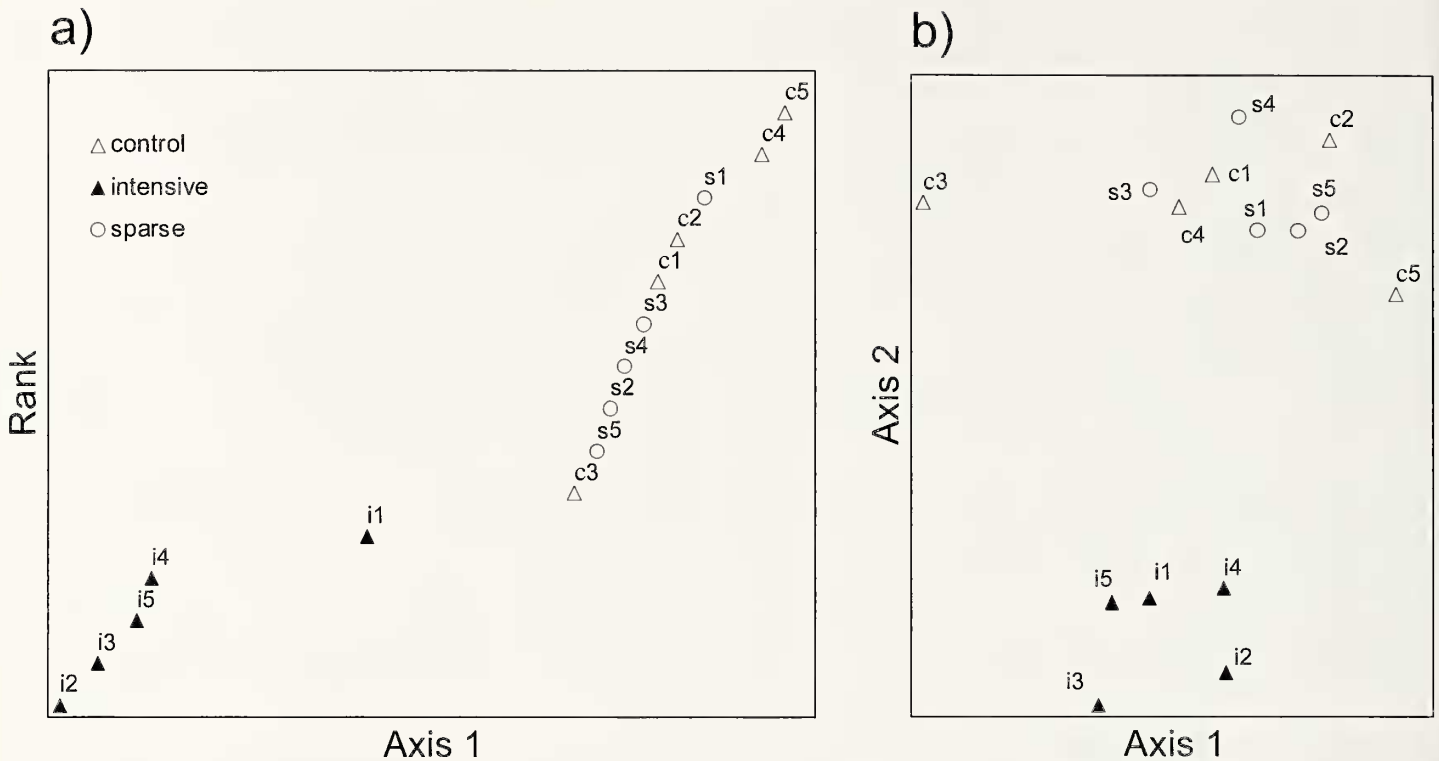 a)
control
intensive
sparse
c5
c4
s1
c2
c1
s3
s4
s2
s5
c3
i1
i4
i5
i3
i2
Rank
Axis 1
b)
s4
c2
c3
s3
c1
s5
c4
s1
s2
c5
i5
i1
i4
i2
i3
Axis 2
Axis 1